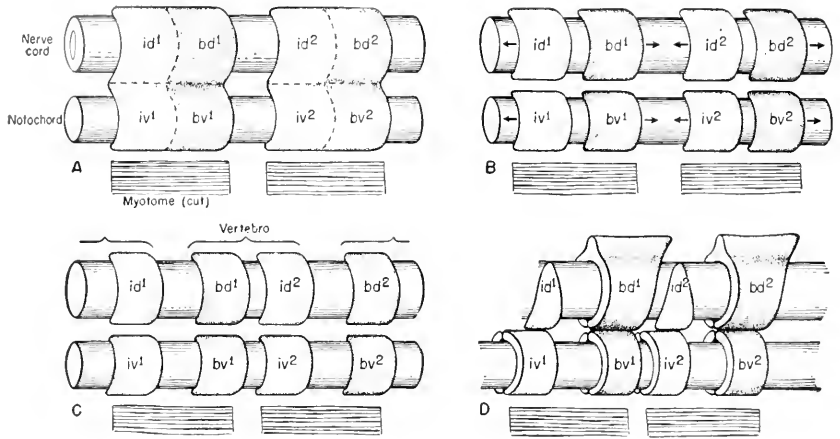 Nerve cord
id1 bd1 id2 bd2
Notochord
iv1 bv1 iv2 bv2
A
Myotome (cut)
id1 bd1 id2 bd2
iv1 bv1 iv2 bv2
B
Vertebra
id1 bd1 id2 bd2
iv1 bv1 iv2 bv2
C
id1 bd1 id2 bd2
iv1 bv1 iv2 bv2
D